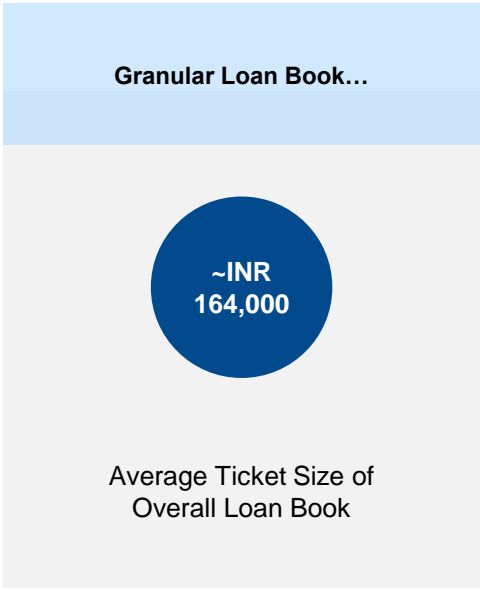 Granular Loan Book…
~INR
164,000
Average Ticket Size of
Overall Loan Book